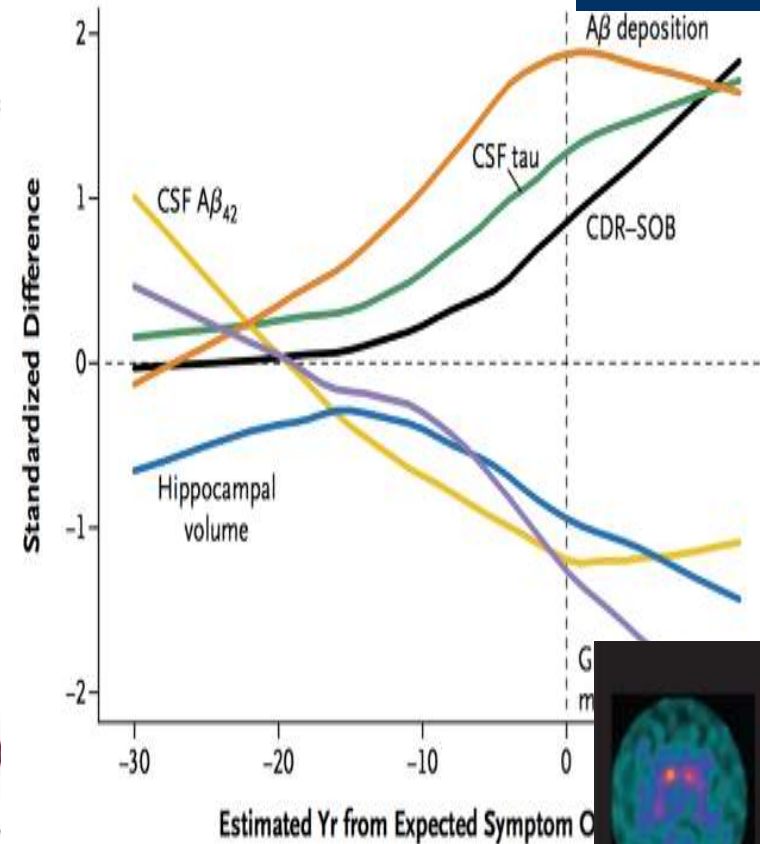 2
Aβ deposition
CSF tau
1
CSF Aβ42
CDR–SOB
Standardized Difference
0
Hippocampal
volume
–1
–2
–30
–20
–10
0
Estimated Yr from Expected Symptom